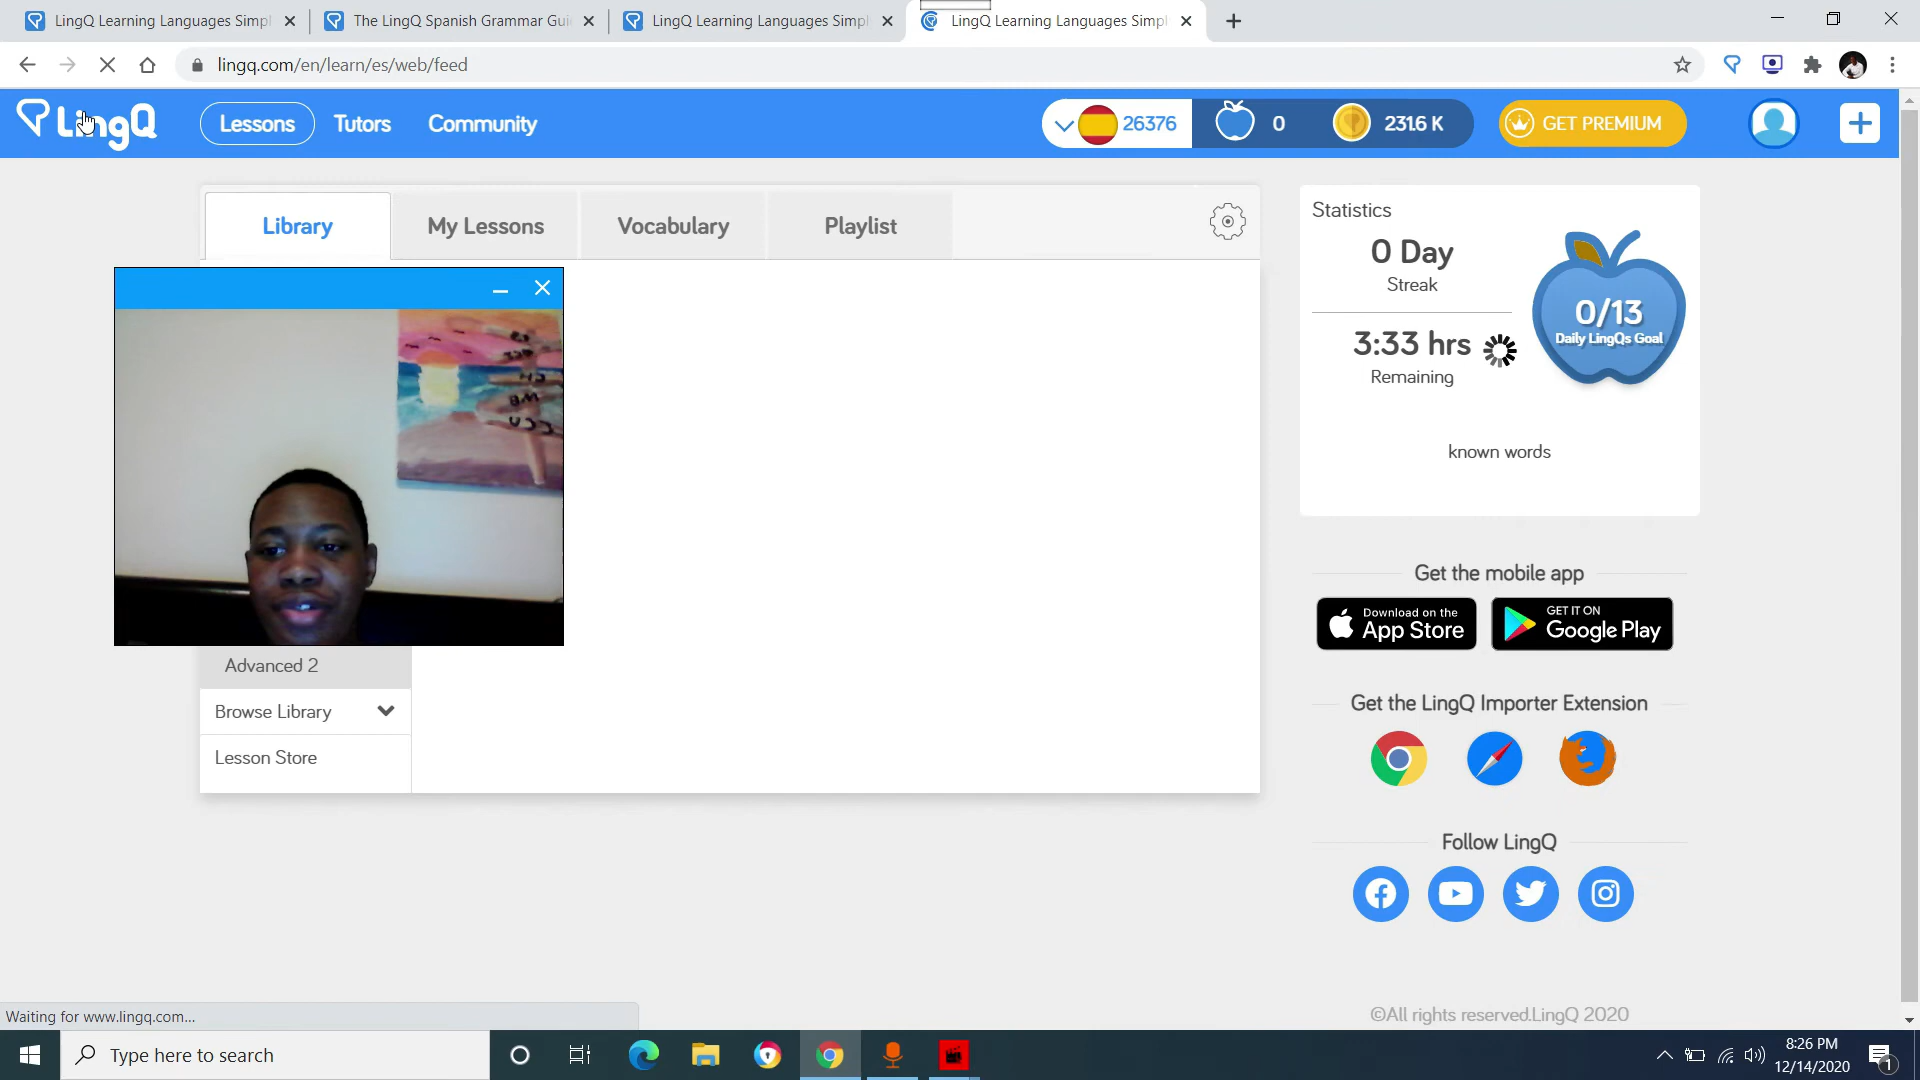 LingQ Learning Languages Simpl
The LingQ Spanish Grammar Gui
LingQ Learning Languages Simpl
LingQ Learning Languages Simpl
lingq.com/en/learn/es/web/feed
LingQ
Lessons
Tutors
Community
26376
0
231.6 K
GET PREMIUM
Library
My Lessons
Vocabulary
Playlist
Statistics
0 Day
Streak
3:33 hrs
Remaining
0/13
Daily LingQs Goal
known words
Advanced 2
Browse Library
Lesson Store
Get the mobile app
Download on the
App Store
GET IT ON
Google Play
Get the LingQ Importer Extension
Follow LingQ
©All rights reserved.LingQ 2020
Waiting for www.lingq.com...
Type here to search
8:26 PM
12/14/2020
1